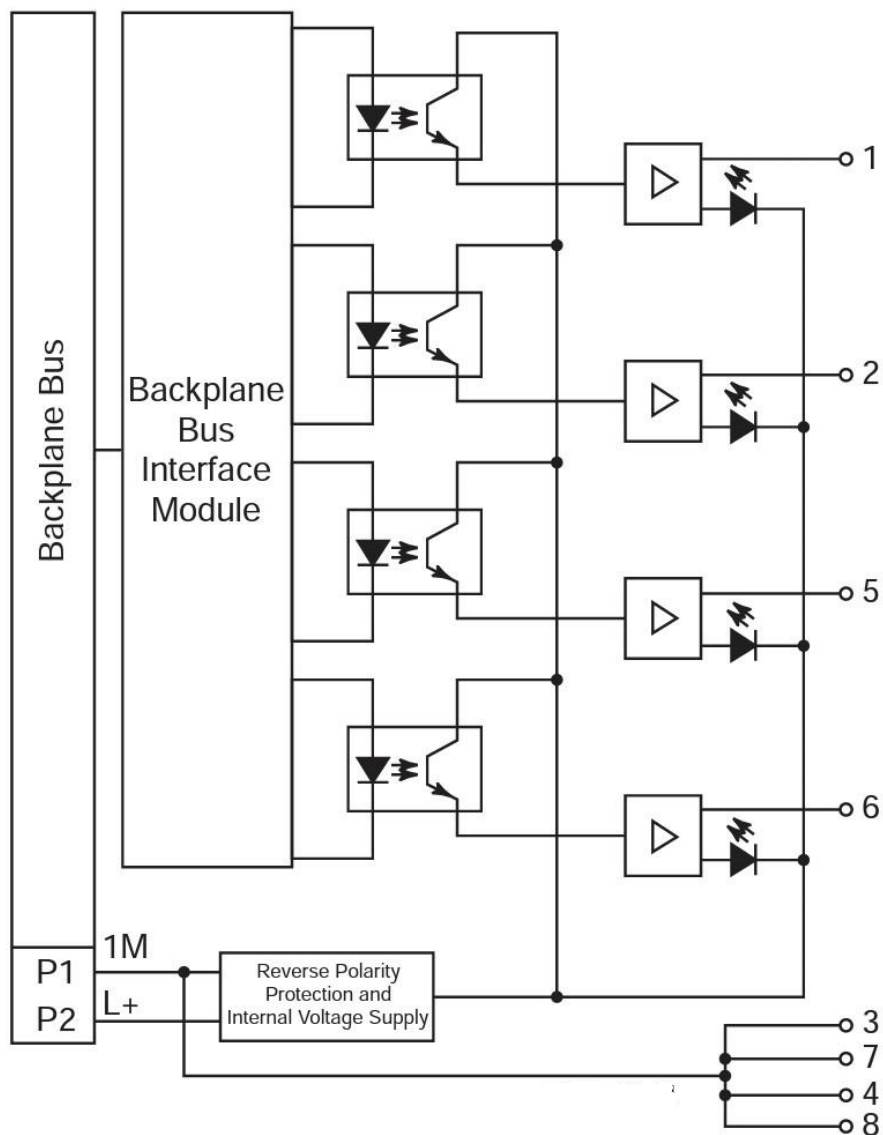 Backplane Bus
Backplane
Bus
Interface
Module
1
2
5
6
P1
1M
P2
L+
Reverse Polarity
Protection and
Internal Voltage Supply
3
7
4
8